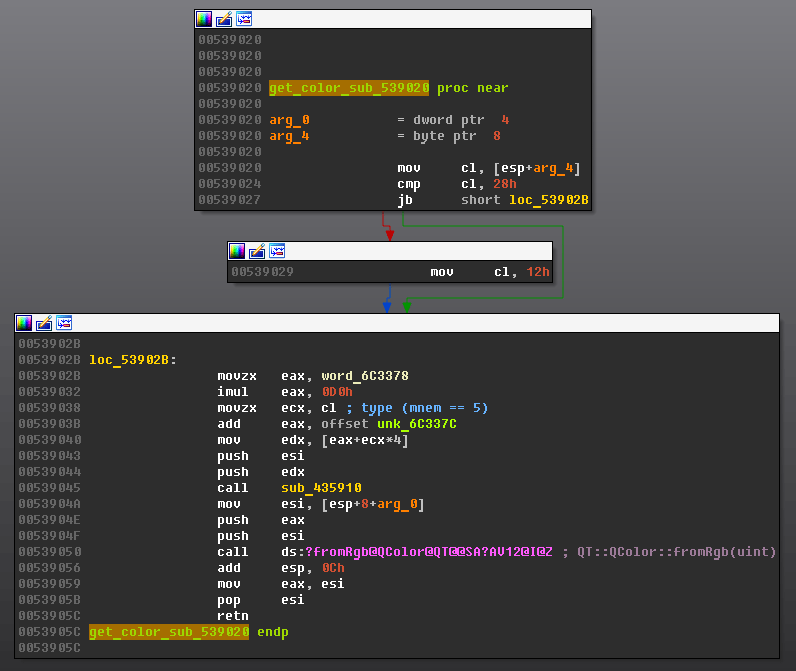 00539020
00539020
00539020
00539020 get_color_sub_539020 proc near
00539020
00539020 arg_0 = dword ptr 4
00539020 arg_4 = byte ptr 8
00539020
00539020 mov cl, [esp+arg_4]
00539024 cmp cl, 28h
00539027 jb short loc_53902B
00539029 mov cl, 12h
0053902B
0053902B loc_53902B:
0053902B movzx eax, word_6C3378
00539032 imul eax, 0D0h
00539038 movzx ecx, cl ; type (mnem == 5)
0053903B add eax, offset unk_6C337C
00539040 mov edx, [eax+ecx*4]
00539043 push esi
00539044 push edx
00539045 call sub_435910
0053904A mov esi, [esp+8+arg_0]
0053904E push eax
0053904F push esi
00539050 call ds:?fromRgb@QColor@QT@@SA?AV12@I@Z ; QT::QColor::fromRgb(uint)
00539056 add esp, 0Ch
00539059 mov eax, esi
0053905B pop esi
0053905C retn
0053905C get_color_sub_539020 endp
0053905C